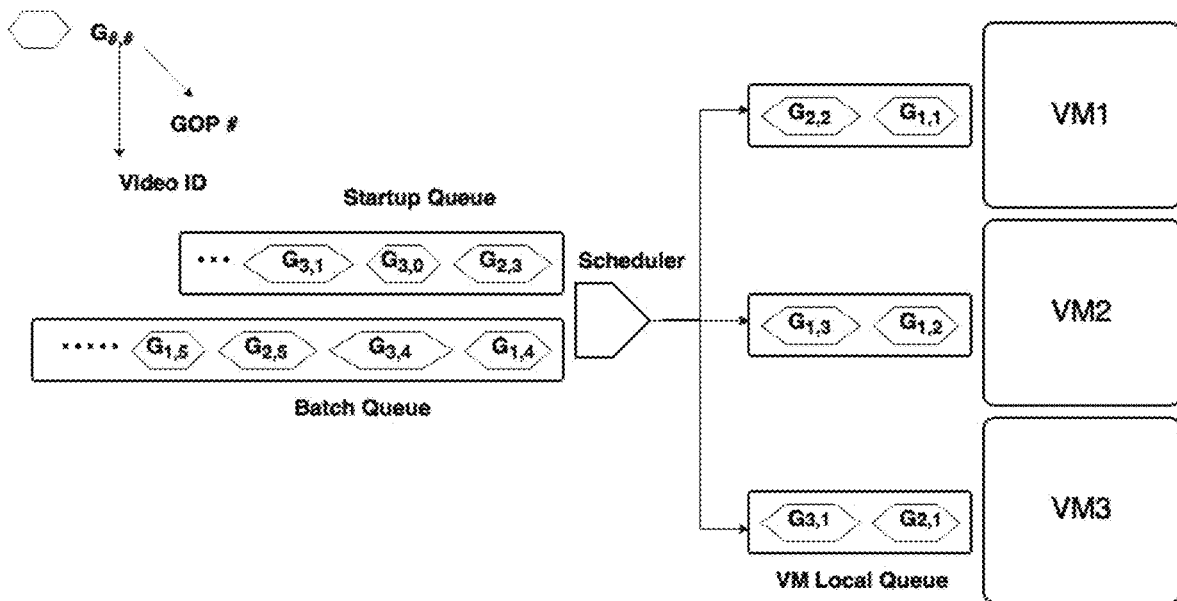 G#,#
GOP #
Video ID
Startup Queue
••• G3,1 G3,0 G2,3
Scheduler
••••• G1,5 G2,5 G3,4 G1,4
Batch Queue
G2,2 G1,1
VM1
G1,3 G1,2
VM2
G3,1 G2,1
VM3
VM Local Queue